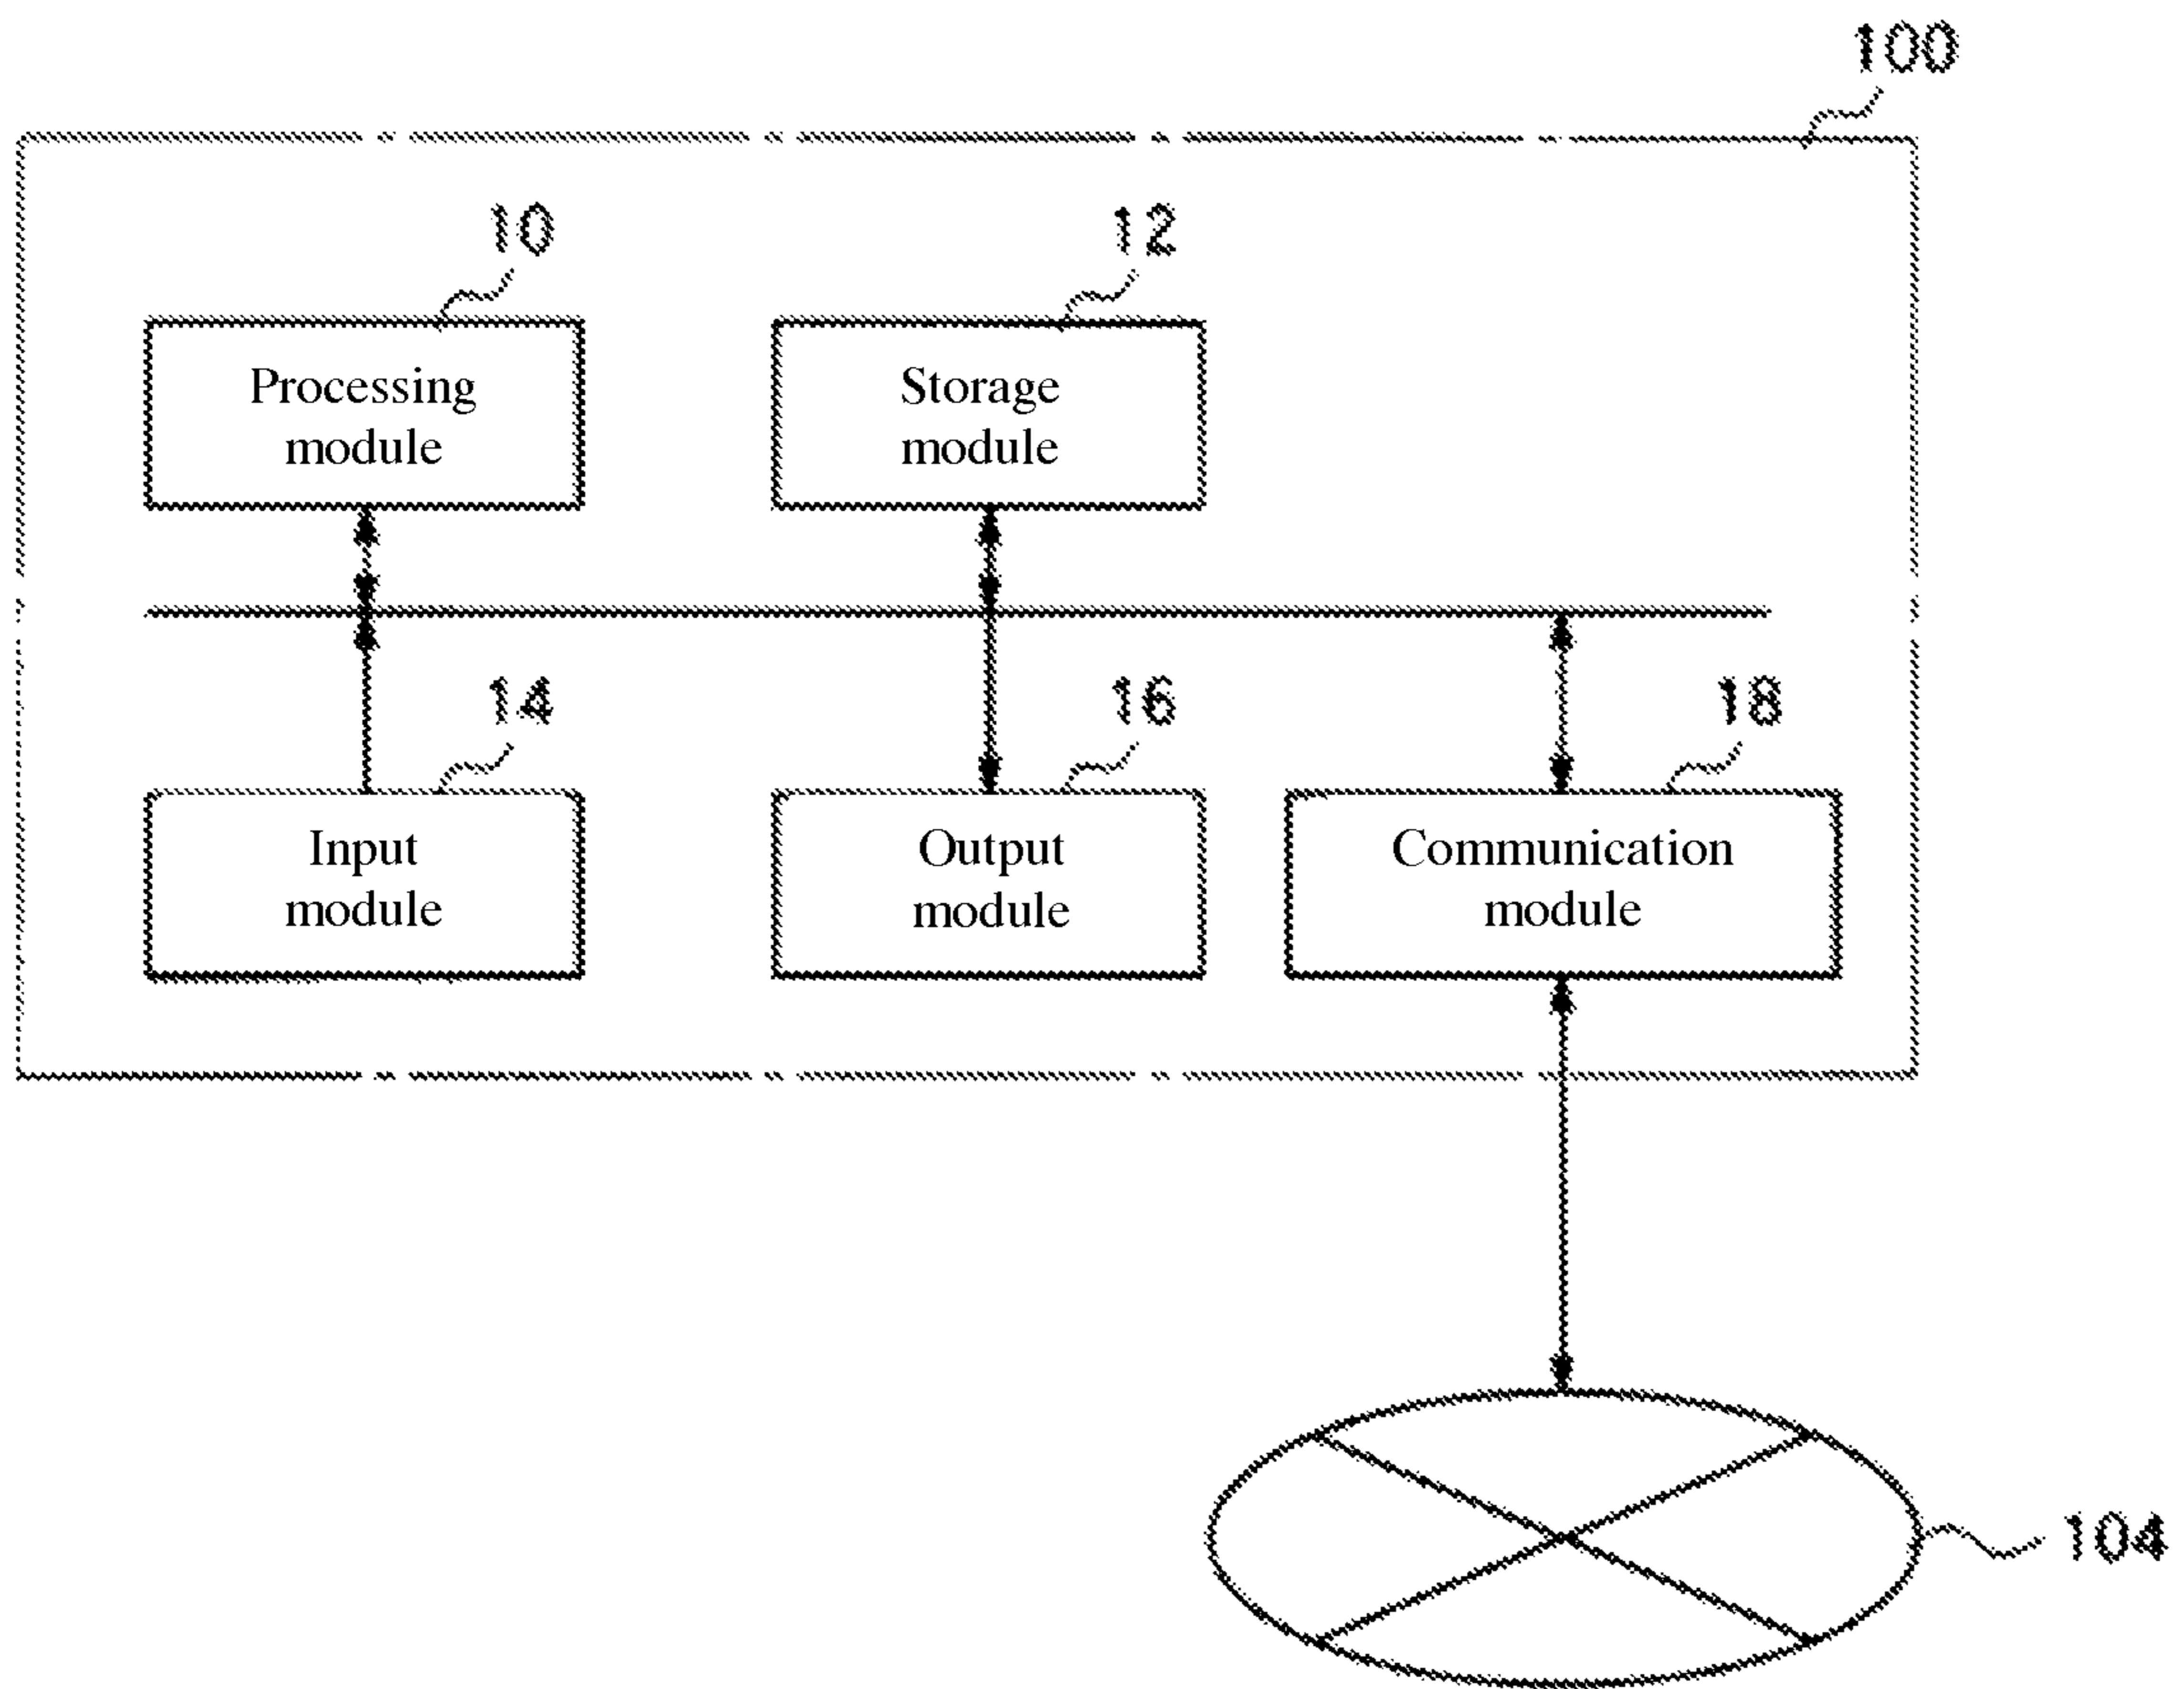 100
10
12
Processing
module
Storage
module
14
16
18
Input
module
Output
module
Communication
module
104